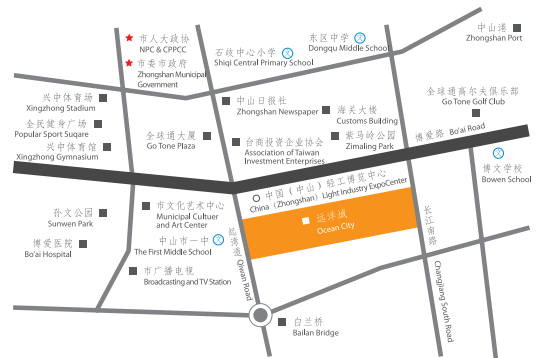 市人大政协
NPC & CPPCC
市委市政府
Zhongshan Municipal
Government
石岐中心小学
Shiqi Central Primary School
东区中学
Dongqu Middle School
中山港
Zhongshan Port
兴中体育场
Xingzhong Stadium
全民健身广场
Popular Sport Suqare
兴中体育馆
Xingzhong Gymnasium
全球通大厦
Go Tone Plaza
中山日报社
Zhongshan Newspaper
海关大楼
Customs Building
台商投资企业协会
Association of Taiwan
Investment Enterprises
紫马岭公园
Zimaling Park
全球通高尔夫俱乐部
Go Tone Golf Club
博爱路 Bo'ai Road
文
文
文
博文学校
Bowen School
中国（中山）轻工博览中心
China（Zhongshan）Light Industry ExpoCenter
远洋城
Ocean City
孙文公园
Sunwen Park
博爱医院
Bo'ai Hospital
市文化艺术中心
Municipal Cultuer
and Art Center
中山市一中
文
The First Middle School
市广播电视
Broadcasting and TV Station
Qiwan Road
长江南路
Changjiang South Road
白兰桥
Bailan Bridge